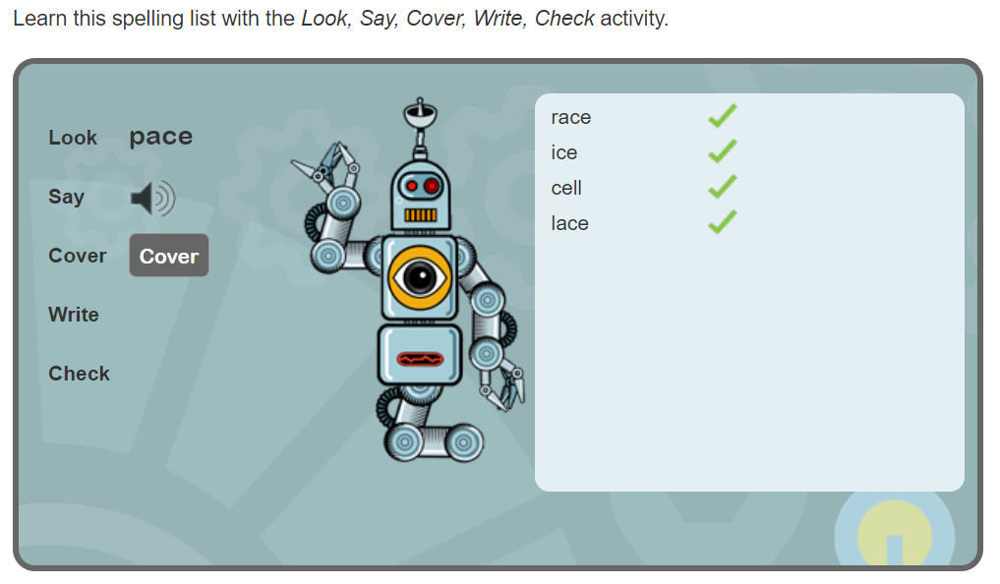 Learn this spelling list with the Look, Say, Cover, Write, Check activity.
Look pace
Say
Cover Cover
Write
Check
race
ice
cell
lace